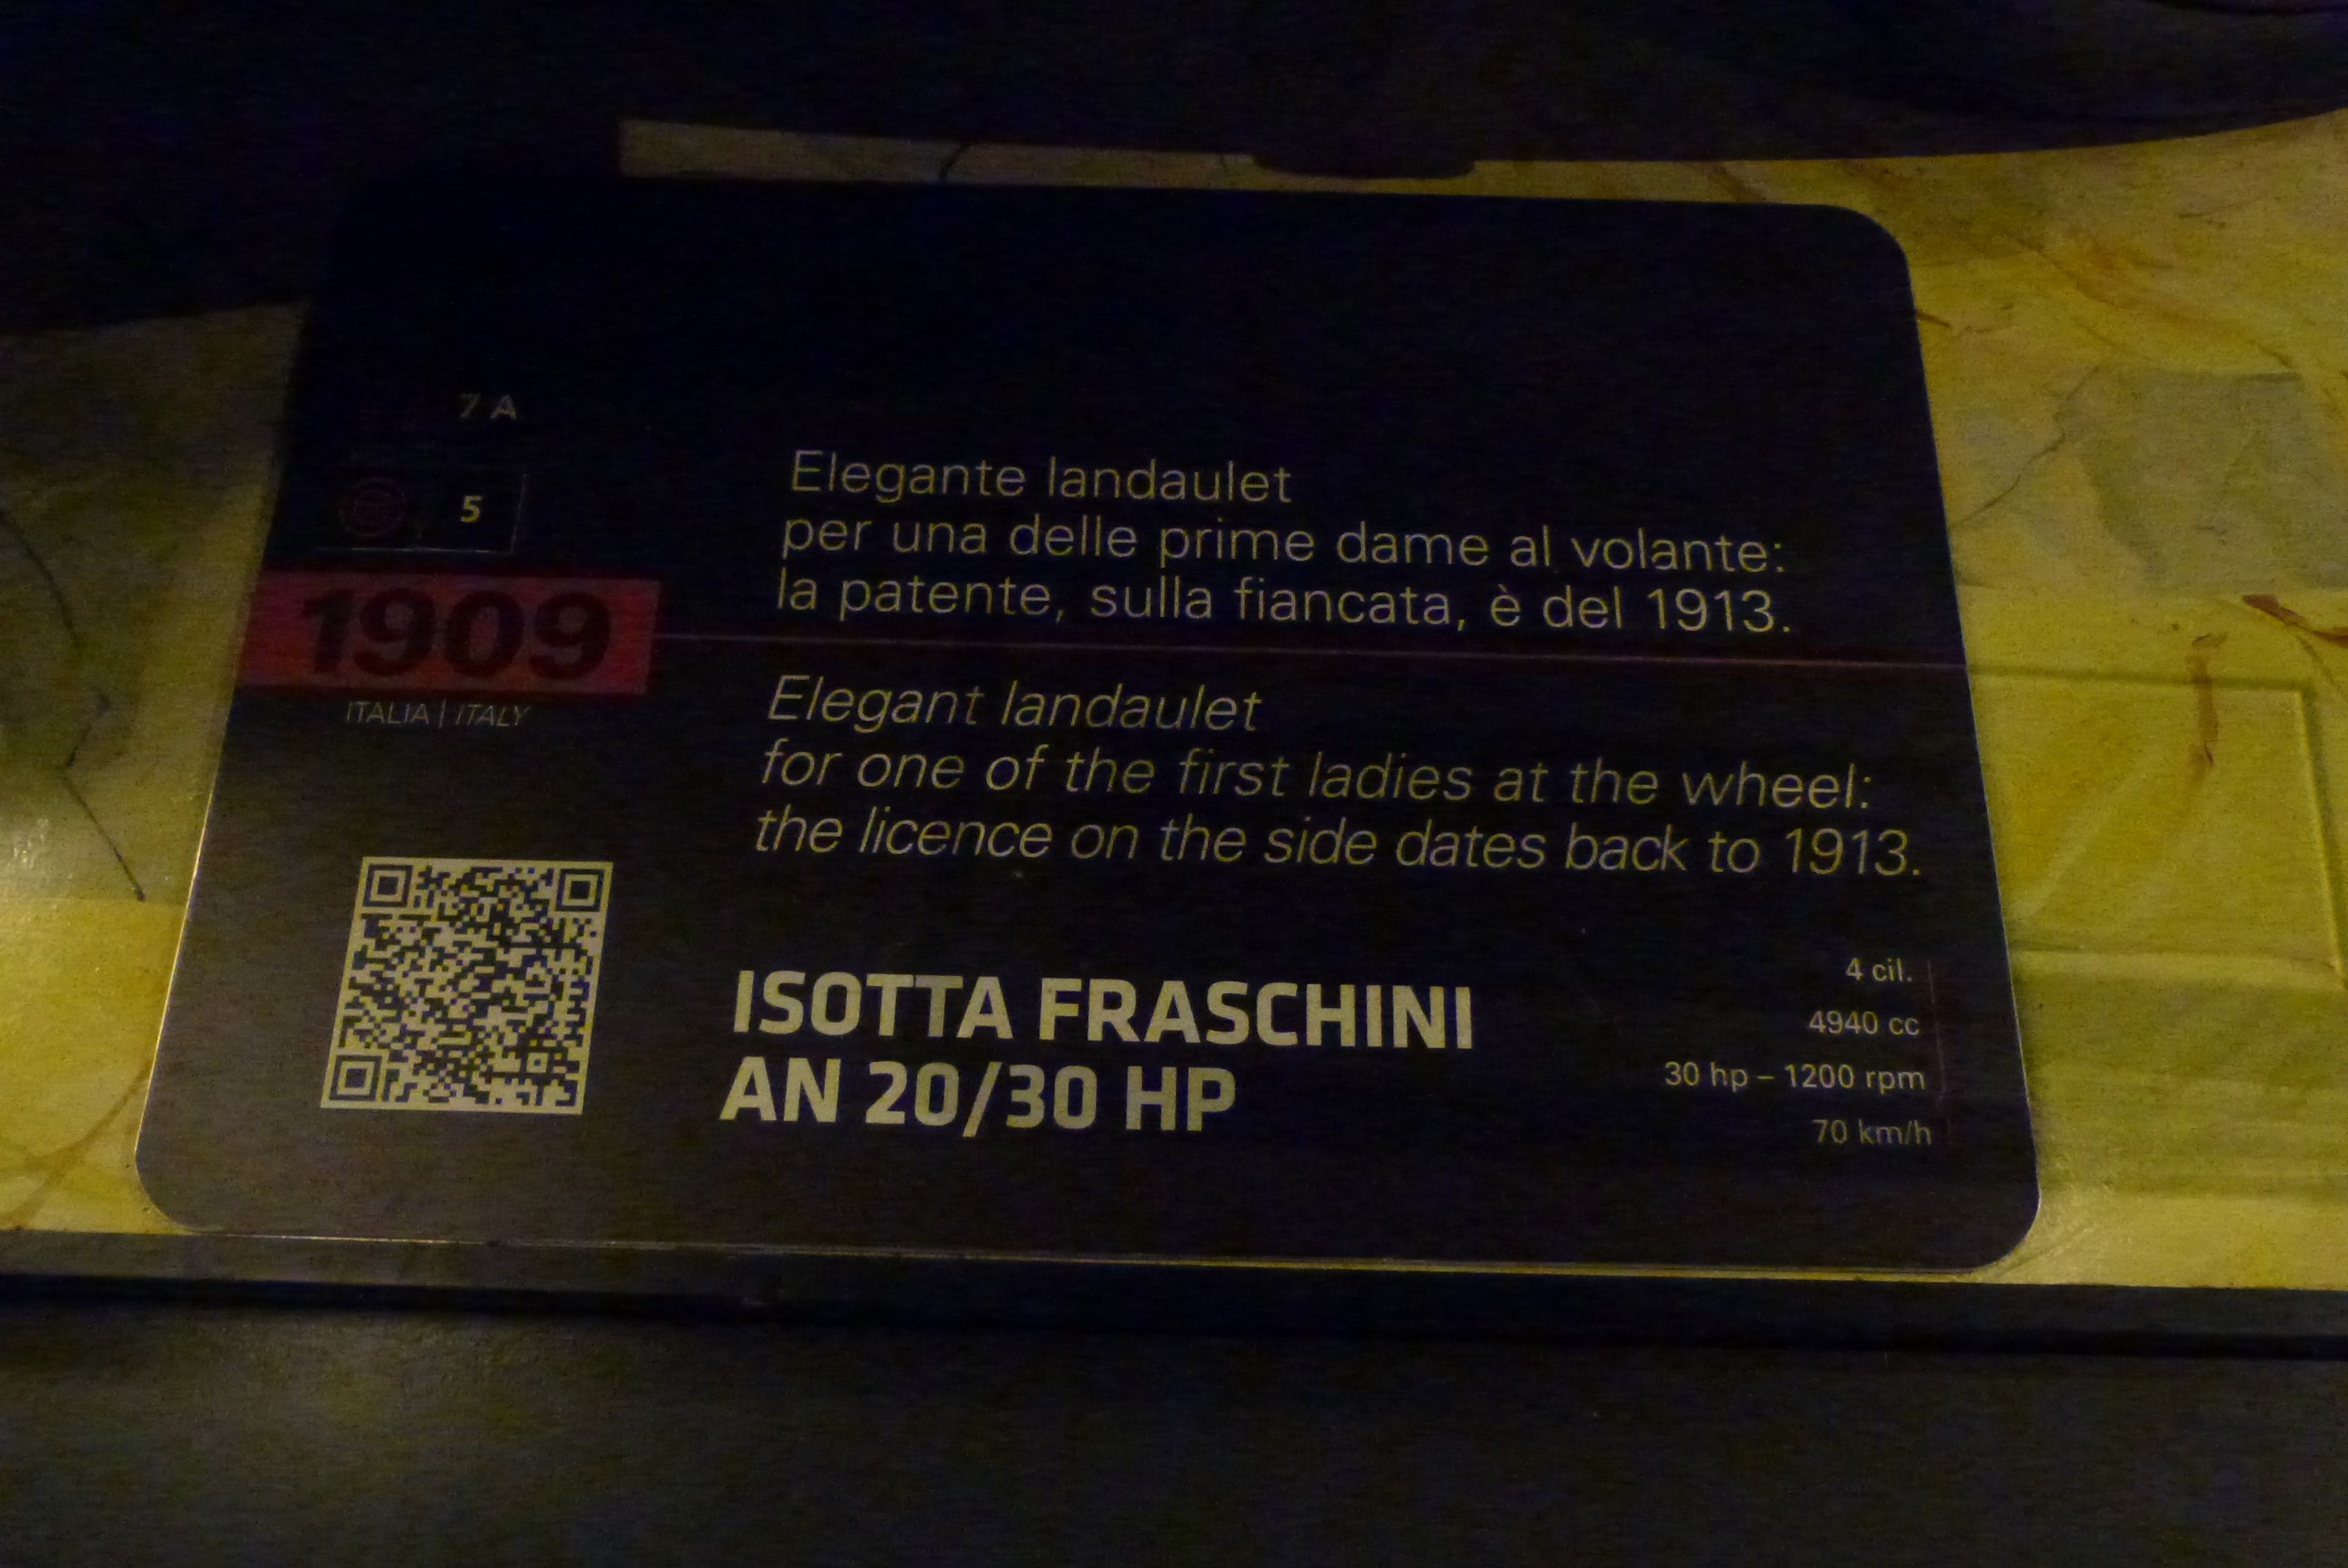 7 A
5
1909
ITALIA | ITALY
Elegante landaulet
per una delle prime dame al volante:
la patente, sulla fiancata, è del 1913.
Elegant landaulet
for one of the first ladies at the wheel:
the licence on the side dates back to 1913.
ISOTTA FRASCHINI
AN 20/30 HP
4 cil.
4940 cc
30 hp – 1200 rpm
70 km/h